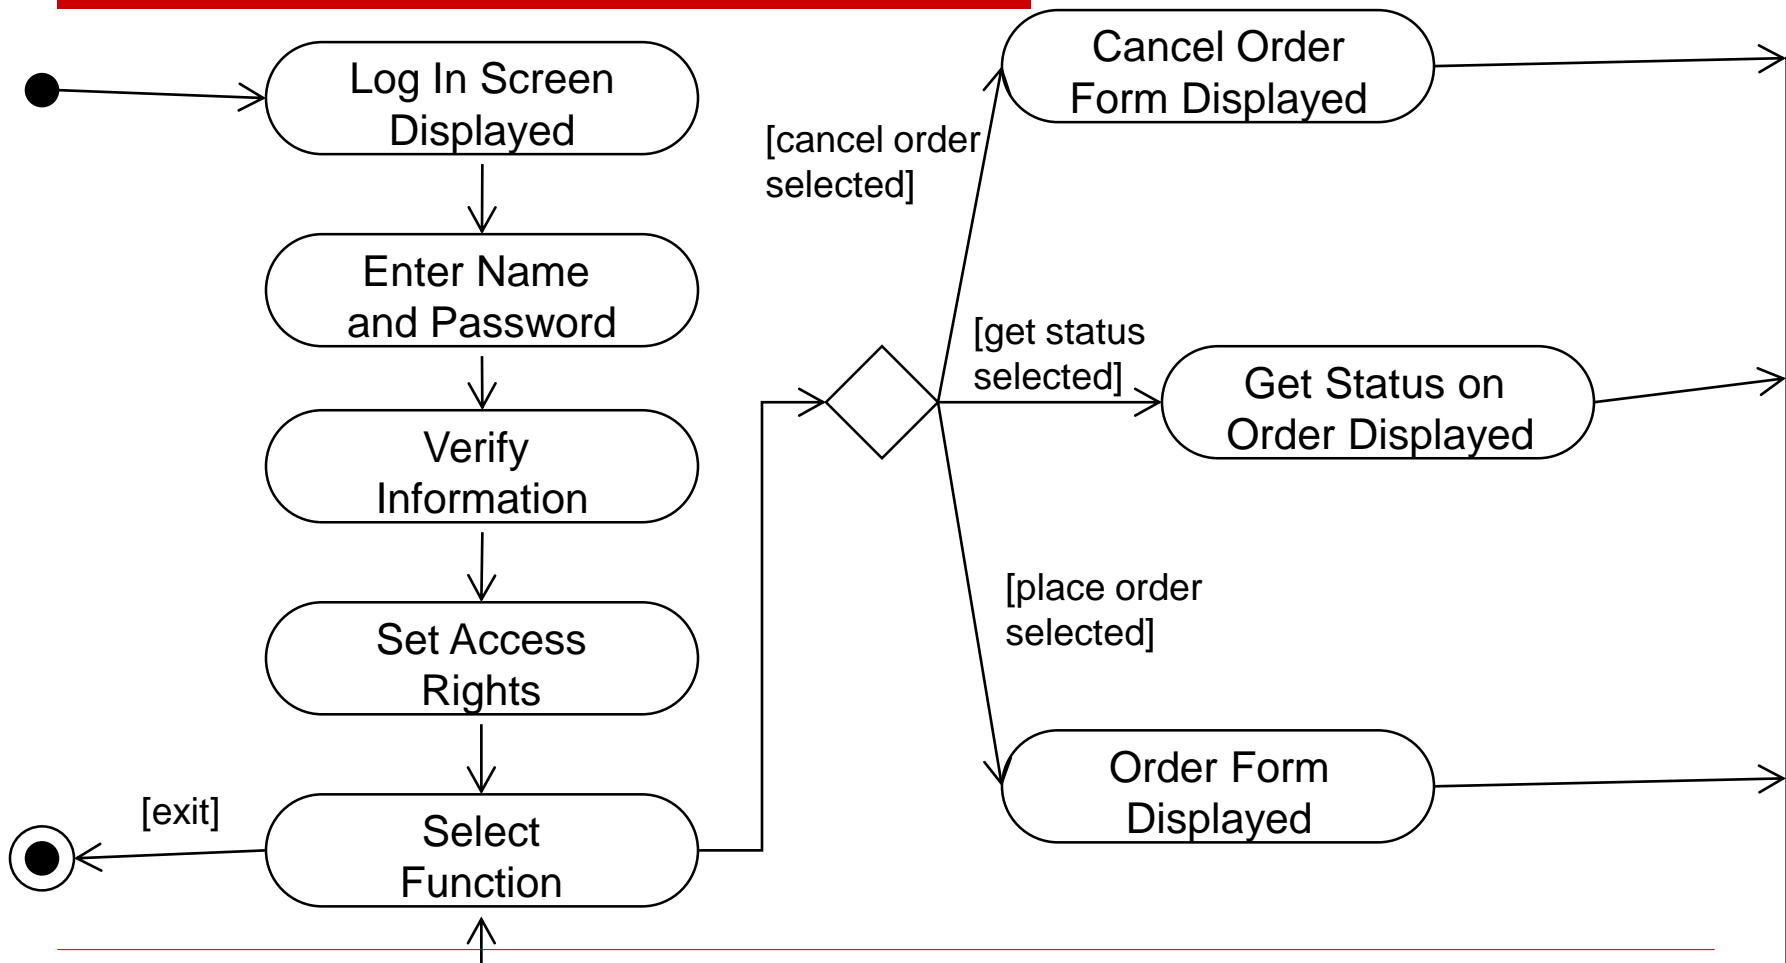 Log In Screen
Displayed
Enter Name
and Password
Verify
Information
Set Access
Rights
[exit]
Select
Function
[cancel order
selected]
Cancel Order
Form Displayed
[get status
selected]
Get Status on
Order Displayed
[place order
selected]
Order Form
Displayed